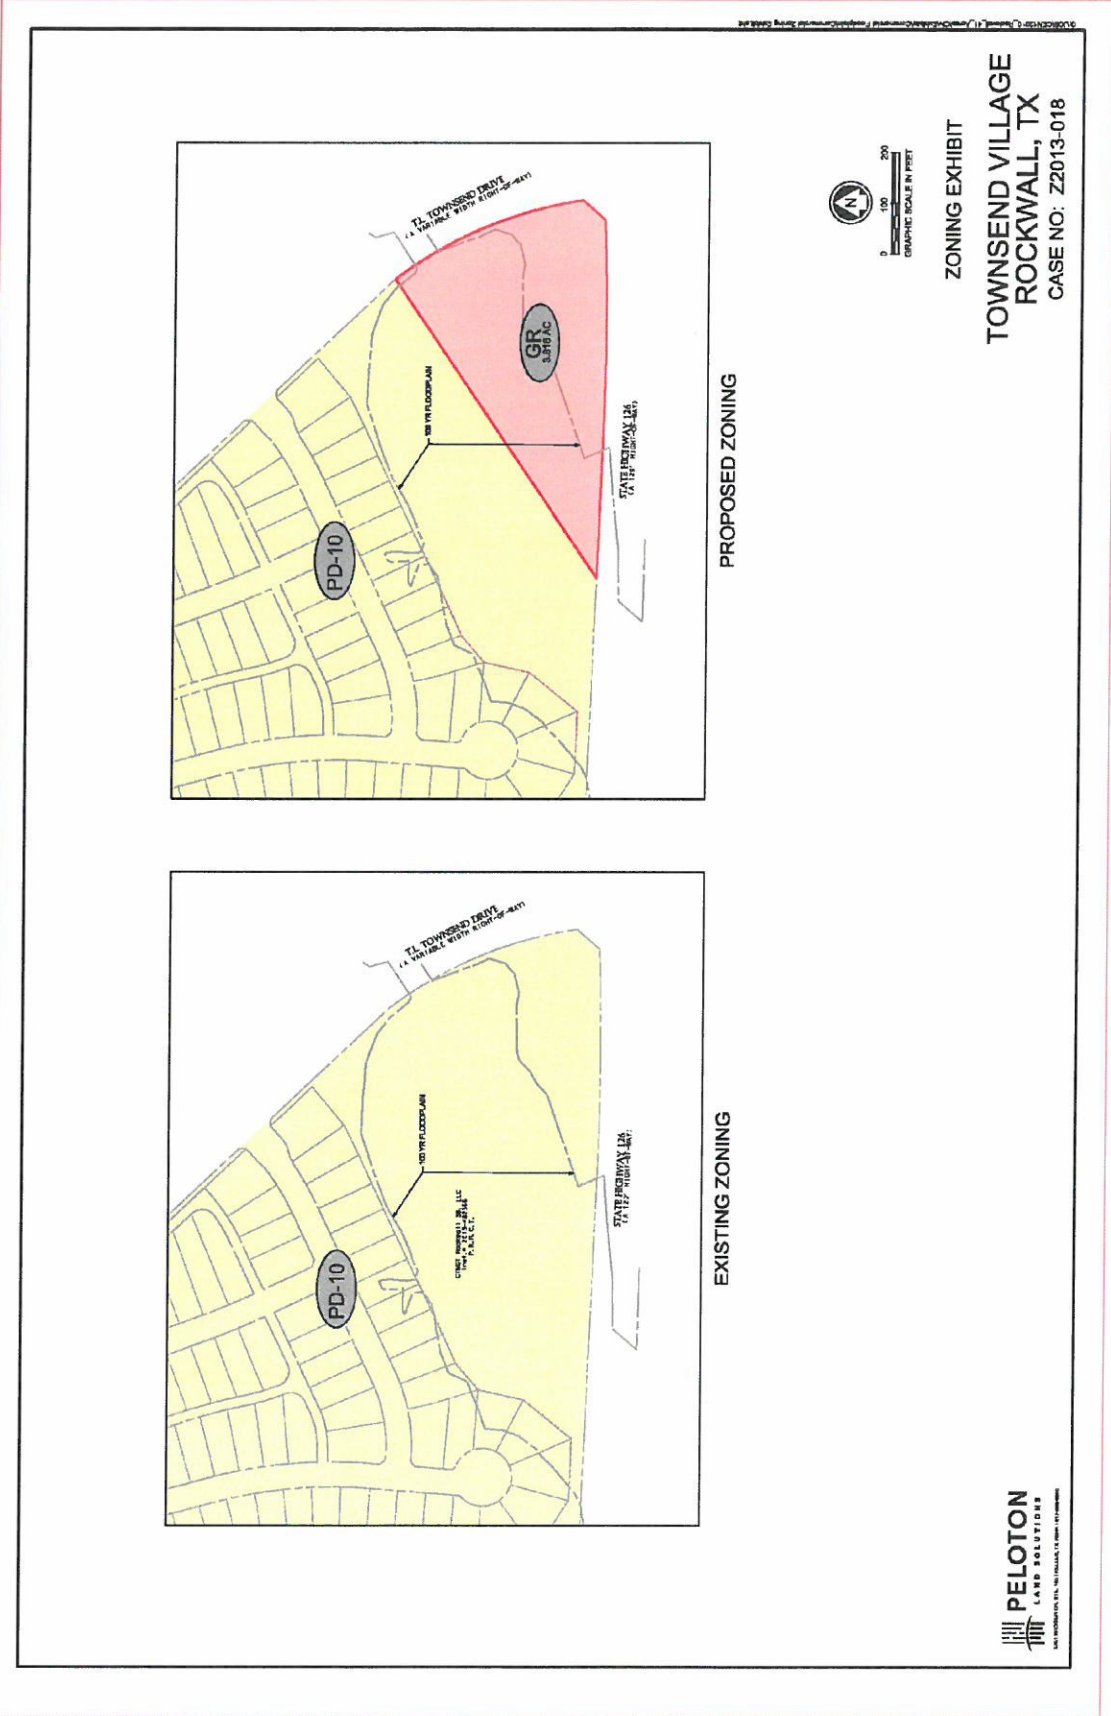 EXISTING ZONING
PD-10
T.L. TOWNSEND DRIVE
(A VARIABLE WIDTH RIGHT-OF-WAY)
100 YR FLOODPLAIN
STATE HIGHWAY 126
PROPOSED ZONING
PD-10
T.L. TOWNSEND DRIVE
(A VARIABLE WIDTH RIGHT-OF-WAY)
100 YR FLOODPLAIN
GR
STATE HIGHWAY 126
N
0 100 200
GRAPHIC SCALE IN FEET
ZONING EXHIBIT
TOWNSEND VILLAGE
ROCKWALL, TX
CASE NO: Z2013-018
PELOTON
LAND SOLUTIONS